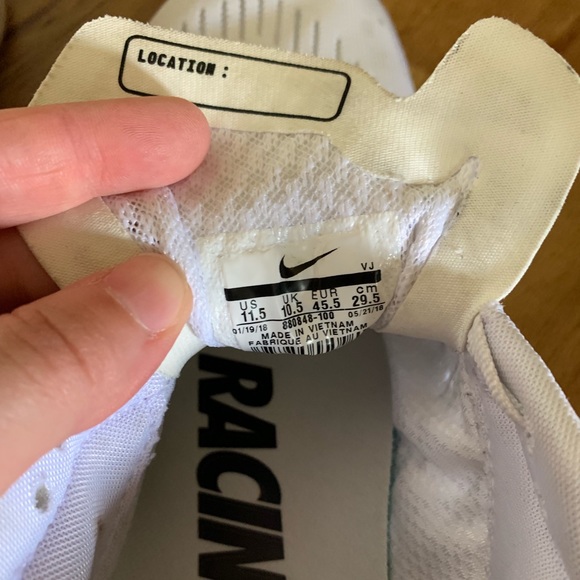 LOCATION :
VJ
US UK EUR cm
11.5 10.5 45.5 29.5
01/19/18 880848-100 05/21/18
MADE IN VIETNAM
FABRIQUE AU VIETNAM
RACIN